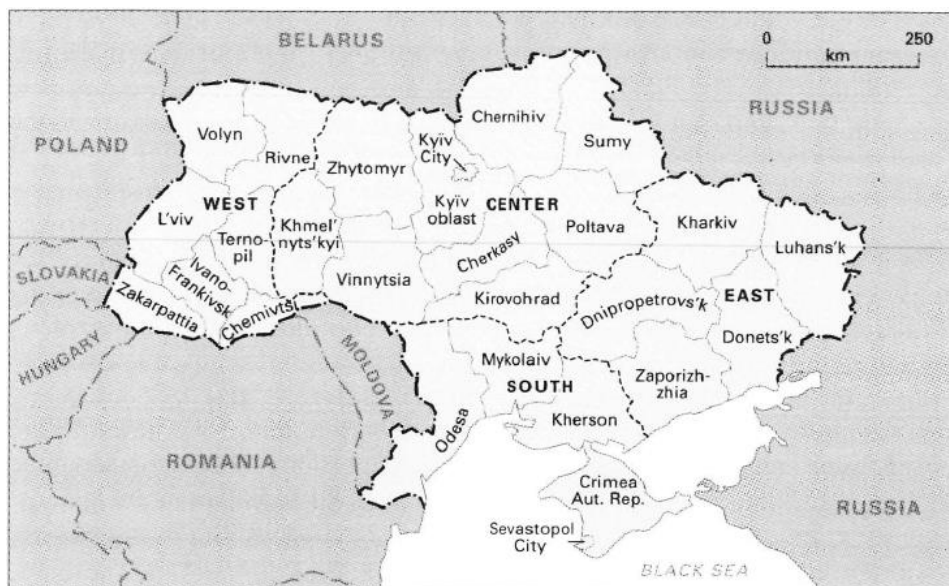 BELARUS
0 250
km
RUSSIA
POLAND
Volyn
Rivne
Zhytomyr
Kyïv
City
Chernihiv
Sumy
WEST
L'viv
Terno-
pil
Khmel'
nyts'kyi
Kyïv
oblast
CENTER
Cherkasy
Poltava
Kharkiv
Luhans'k
SLOVAKIA
Ivano-
Frankivsk
Zakarpattia
Chernivtsi
Vinnytsia
Kirovohrad
Dnipropetrovs'k
EAST
Donets'k
HUNGARY
MOLDOVA
Mykolaiv
SOUTH
Zaporizh-
zhia
Odesa
Kherson
ROMANIA
Crimea
Aut. Rep.
RUSSIA
Sevastopol
City
BLACK SEA